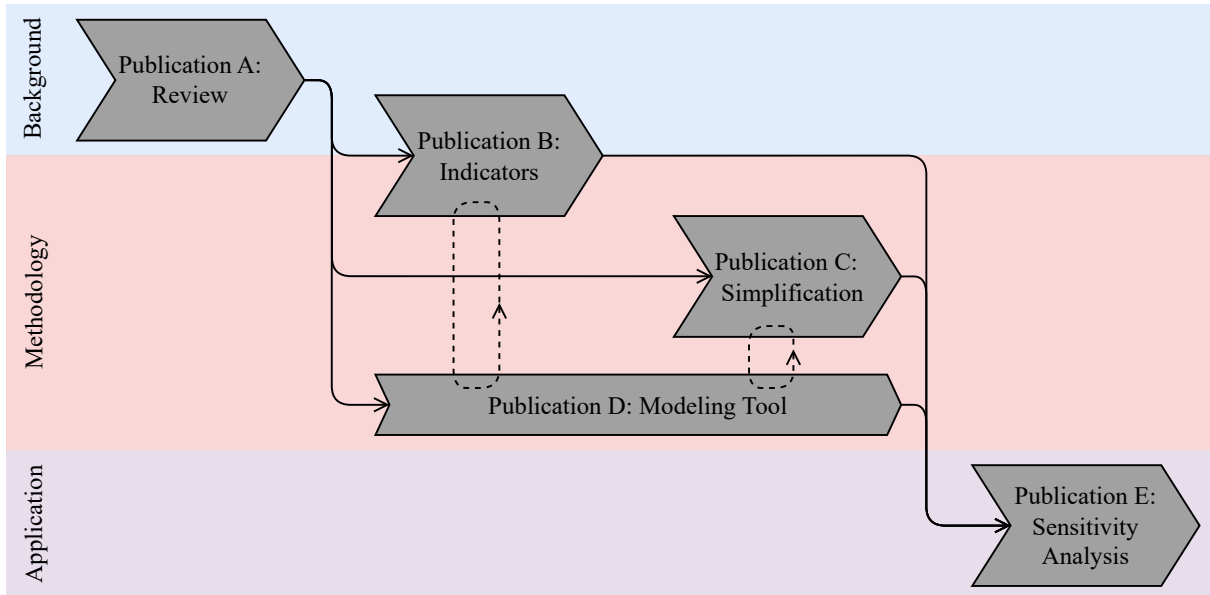 Background
Publication A:
Review
Publication B:
Indicators
Methodology
Publication C:
Simplification
Publication D: Modeling Tool
Application
Publication E:
Sensitivity
Analysis